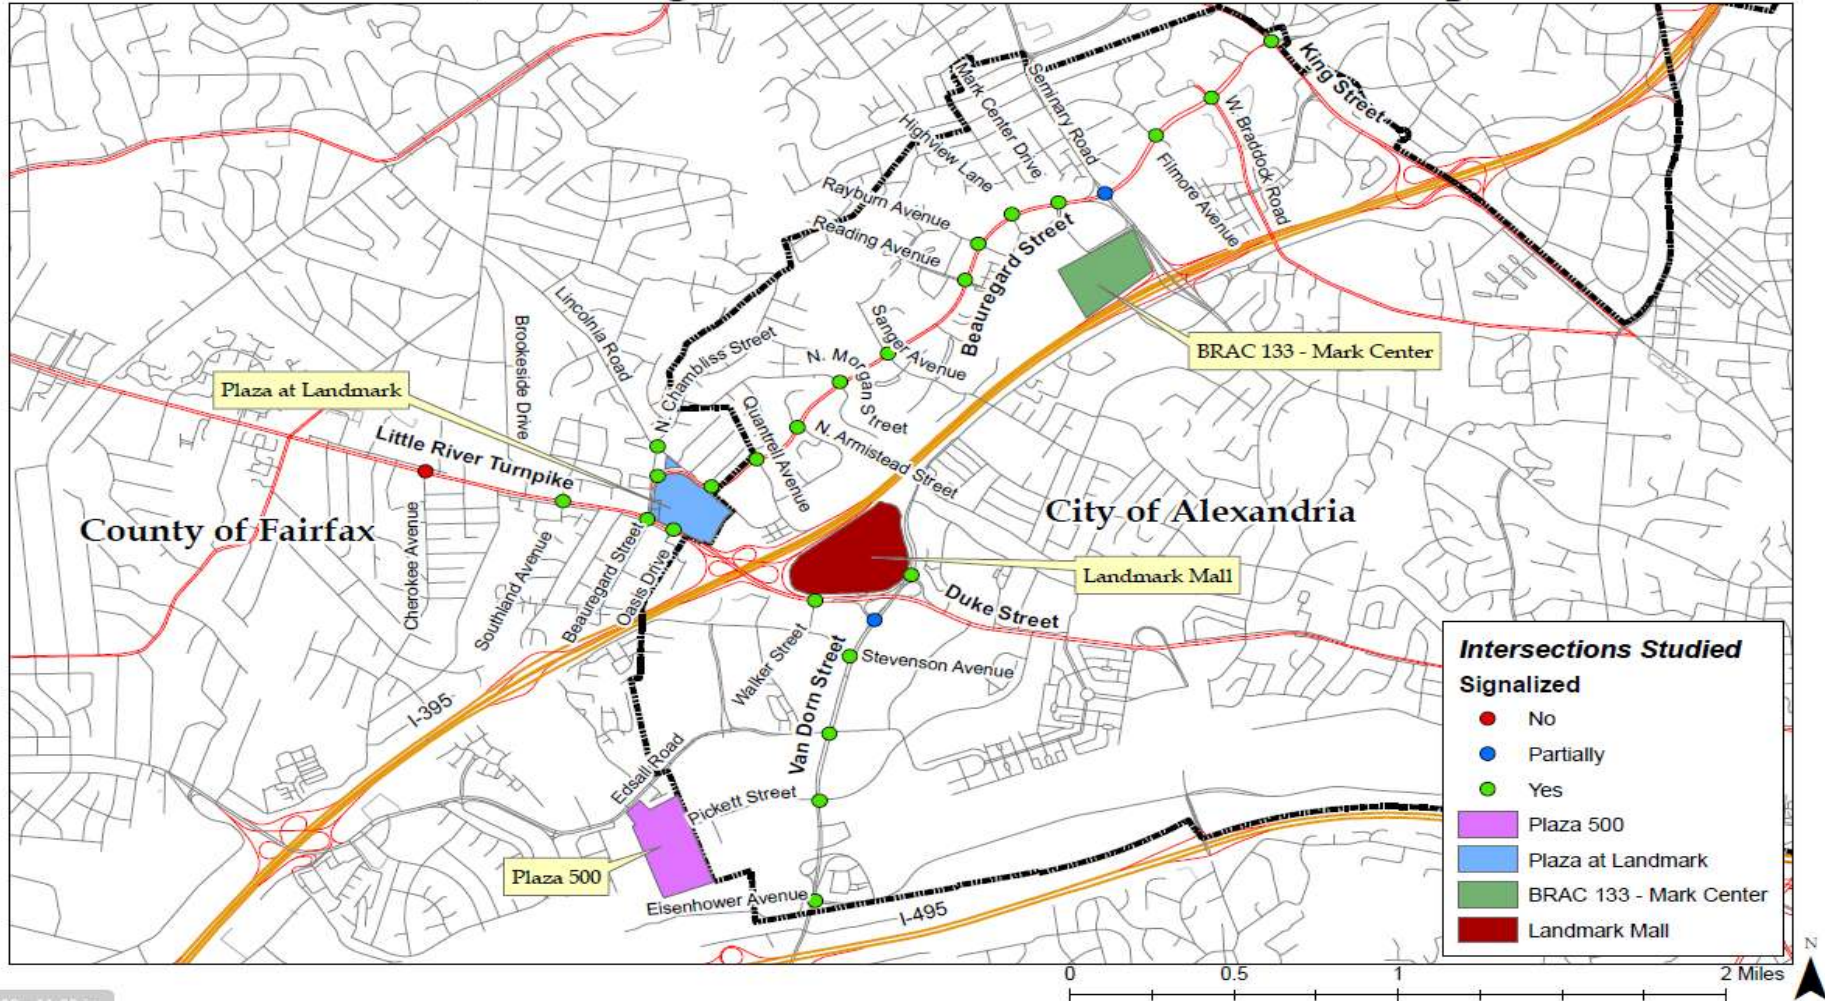 King Street
Mark Center Drive
Seminary Road
W. Braddock Road
Highview Lane
Filmore Avenue
Rayburn Avenue
Reading Avenue
Beauregard Street
Lincolnia Road
Brookeside Drive
N. Chambliss Street
Sanger Avenue
N. Morgan Street
BRAC 133 - Mark Center
Plaza at Landmark
Quantrell Avenue
N. Armistead Street
Little River Turnpike
County of Fairfax
City of Alexandria
Cherokee Avenue
Southland Avenue
Beauregard Street
Oasis Drive
Landmark Mall
Duke Street
Walker Street
Van Dorn Street
Stevenson Avenue
I-395
Edsall Road
Pickett Street
Plaza 500
Eisenhower Avenue
I-495
Intersections Studied
Signalized
No
Partially
Yes
Plaza 500
Plaza at Landmark
BRAC 133 - Mark Center
Landmark Mall
N
0 0.5 1 2 Miles